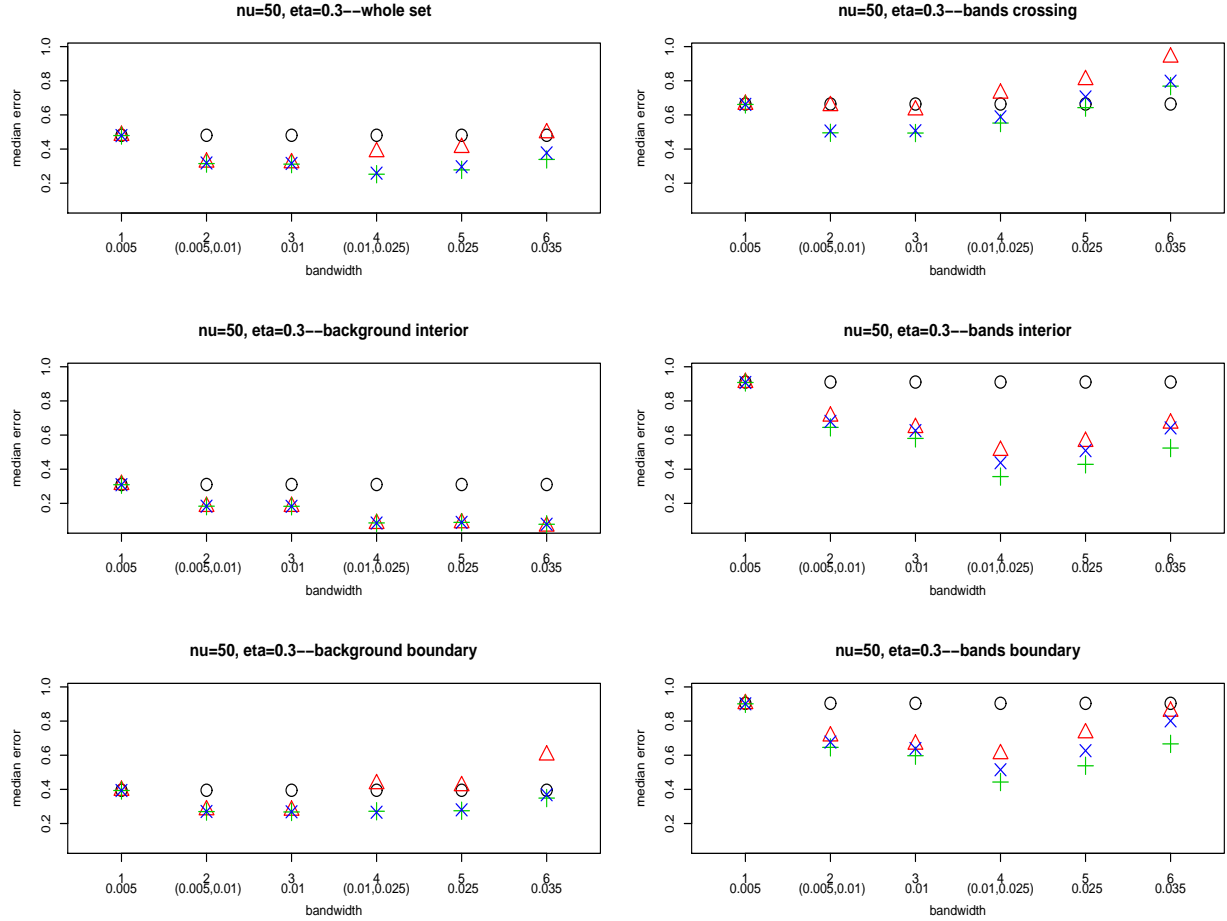 nu=50, eta=0.3−−whole set
median error
0.2 0.4 0.6 0.8 1.0
1 2 3 4 5 6
0.005 (0.005,0.01) 0.01 (0.01,0.025) 0.025 0.035
bandwidth
nu=50, eta=0.3−−bands crossing
median error
0.2 0.4 0.6 0.8 1.0
1 2 3 4 5 6
0.005 (0.005,0.01) 0.01 (0.01,0.025) 0.025 0.035
bandwidth
nu=50, eta=0.3−−background interior
median error
0.2 0.4 0.6 0.8 1.0
1 2 3 4 5 6
0.005 (0.005,0.01) 0.01 (0.01,0.025) 0.025 0.035
bandwidth
nu=50, eta=0.3−−bands interior
median error
0.2 0.4 0.6 0.8 1.0
1 2 3 4 5 6
0.005 (0.005,0.01) 0.01 (0.01,0.025) 0.025 0.035
bandwidth
nu=50, eta=0.3−−background boundary
median error
0.2 0.4 0.6 0.8 1.0
1 2 3 4 5 6
0.005 (0.005,0.01) 0.01 (0.01,0.025) 0.025 0.035
bandwidth
nu=50, eta=0.3−−bands boundary
median error
0.2 0.4 0.6 0.8 1.0
1 2 3 4 5 6
0.005 (0.005,0.01) 0.01 (0.01,0.025) 0.025 0.035
bandwidth